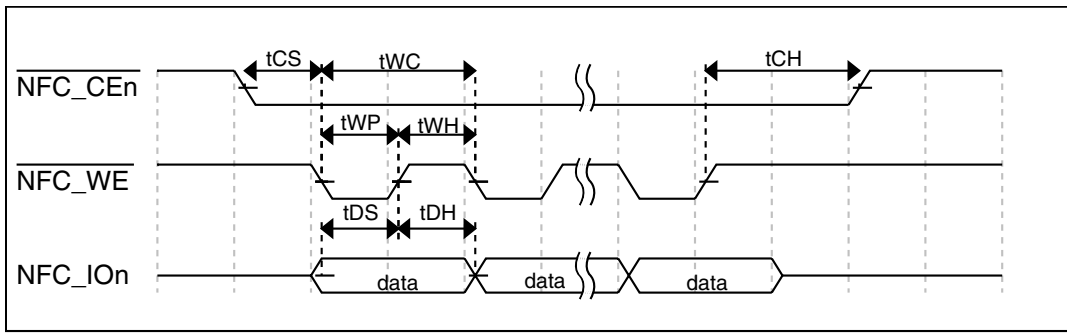 tCS tWC tCH
NFC_CEn
tWP tWH
NFC_WE
tDS tDH
NFC_IOn data data data